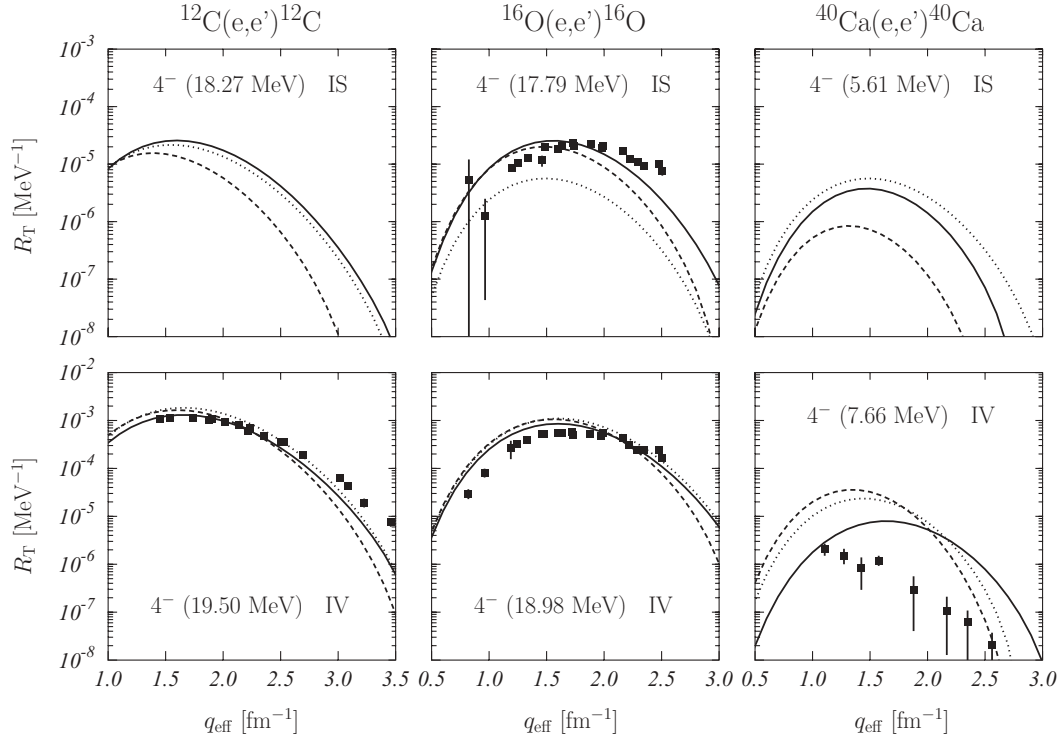 ¹²C(e,e’)¹²C ¹⁶O(e,e’)¹⁶O ⁴⁰Ca(e,e’)⁴⁰Ca
10⁻³
4⁻ (18.27 MeV) IS 4⁻ (17.79 MeV) IS 4⁻ (5.61 MeV) IS
10⁻⁴
10⁻⁵
R_T [MeV⁻¹]
10⁻⁶
10⁻⁷
10⁻⁸
10⁻²
10⁻³
4⁻ (7.66 MeV) IV
10⁻⁴
10⁻⁵
R_T [MeV⁻¹]
10⁻⁶
4⁻ (19.50 MeV) IV 4⁻ (18.98 MeV) IV
10⁻⁷
10⁻⁸
1.0 1.5 2.0 2.5 3.0 3.5 0.5 1.0 1.5 2.0 2.5 3.0 0.5 1.0 1.5 2.0 2.5 3.0
q_eff [fm⁻¹] q_eff [fm⁻¹] q_eff [fm⁻¹]